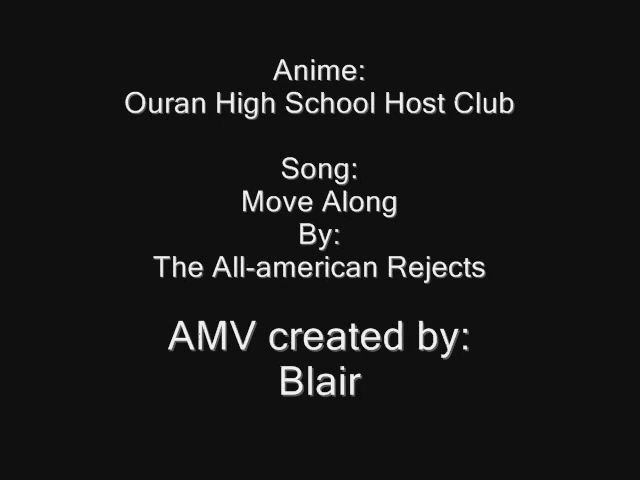 Anime:
Ouran High School Host Club
Song:
Move Along
By:
The All-american Rejects
AMV created by:
Blair